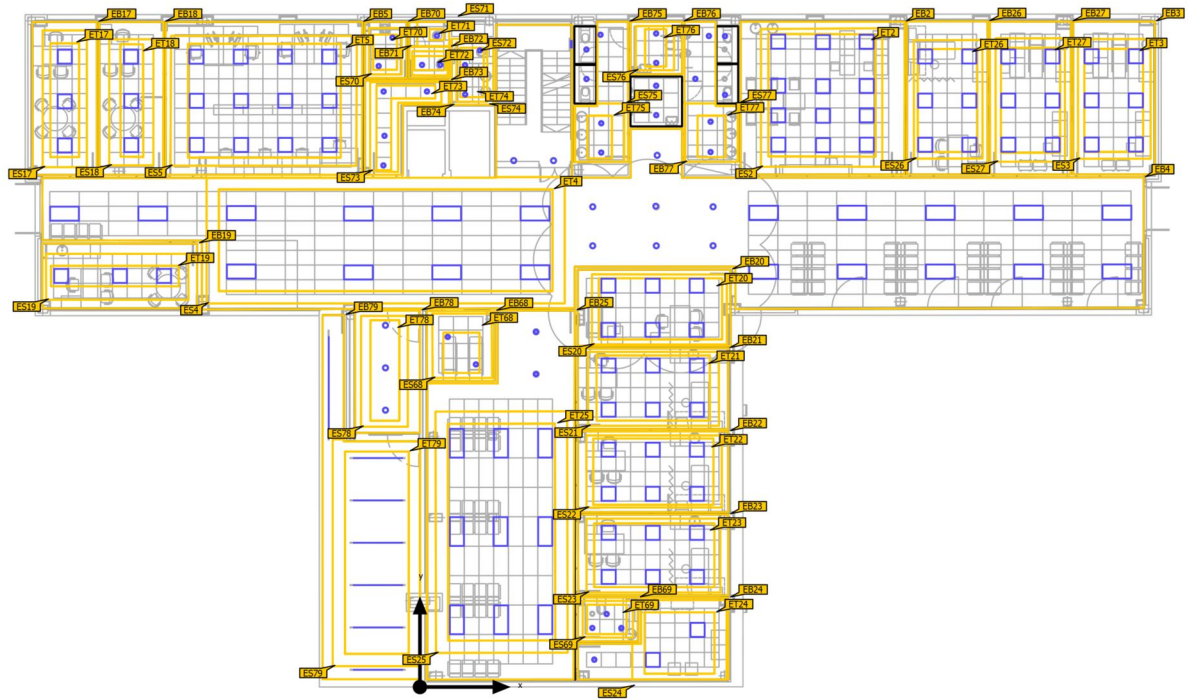 ES71
EB17 EB18 EB5 EB70 EB75 EB76 EB2 EB26 EB27 EB3
ET17 ET18 ET5 ET70 ET71 EB72 ES72 ET76 ET2 ET26 ET27 ET3
EB71 ET72 EB73
ES70 ET73 ET74 ES76
EB74 ES74 ES75 ET75 ES77 ET77
ES17 ES18 ES5 ES73 EB77 ES2 ES26 ES27 ES3 EB4
ET4
EB19
ET19 EB20
ET20
ES19 ES4 EB79 EB78 EB68 EB25
ET78 ET68
ES20 EB21
ET21
ES68
ET25
ES78 ES21 EB22
ET79 ET22
ES22 EB23
ET23
ES23 EB69 EB24
y ET69 ET24
ES69
ES25
ES79 x
ES24